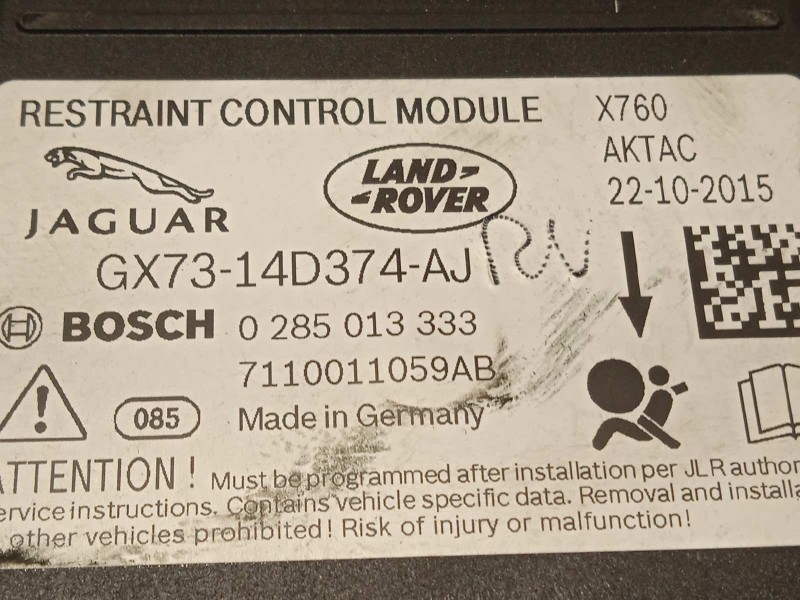 RESTRAINT CONTROL MODULE
X760
AKTAC
22-10-2015
JAGUAR
LAND ROVER
GX73-14D374-AJ
BOSCH 0 285 013 333
7110011059AB
085 Made in Germany
ATTENTION ! Must be programmed after installation per JLR author
ervice instructions. Contains vehicle specific data. Removal and installa
other vehicles prohibited! Risk of injury or malfunction!